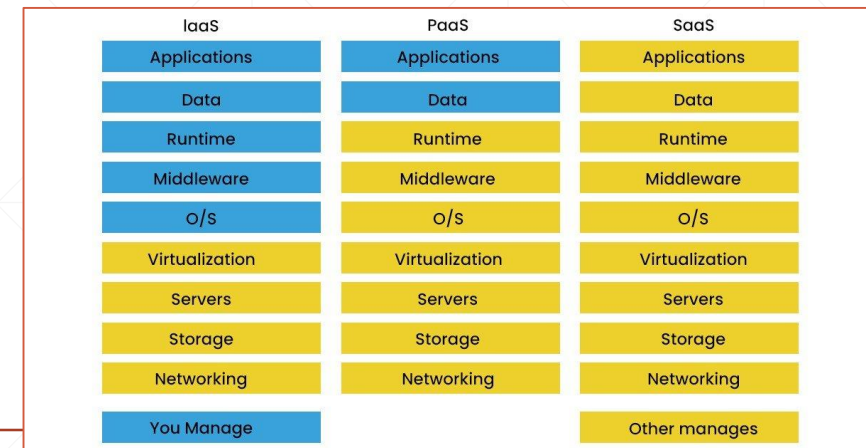 IaaS PaaS SaaS
Applications Applications Applications
Data Data Data
Runtime Runtime Runtime
Middleware Middleware Middleware
O/S O/S O/S
Virtualization Virtualization Virtualization
Servers Servers Servers
Storage Storage Storage
Networking Networking Networking
You Manage Other manages